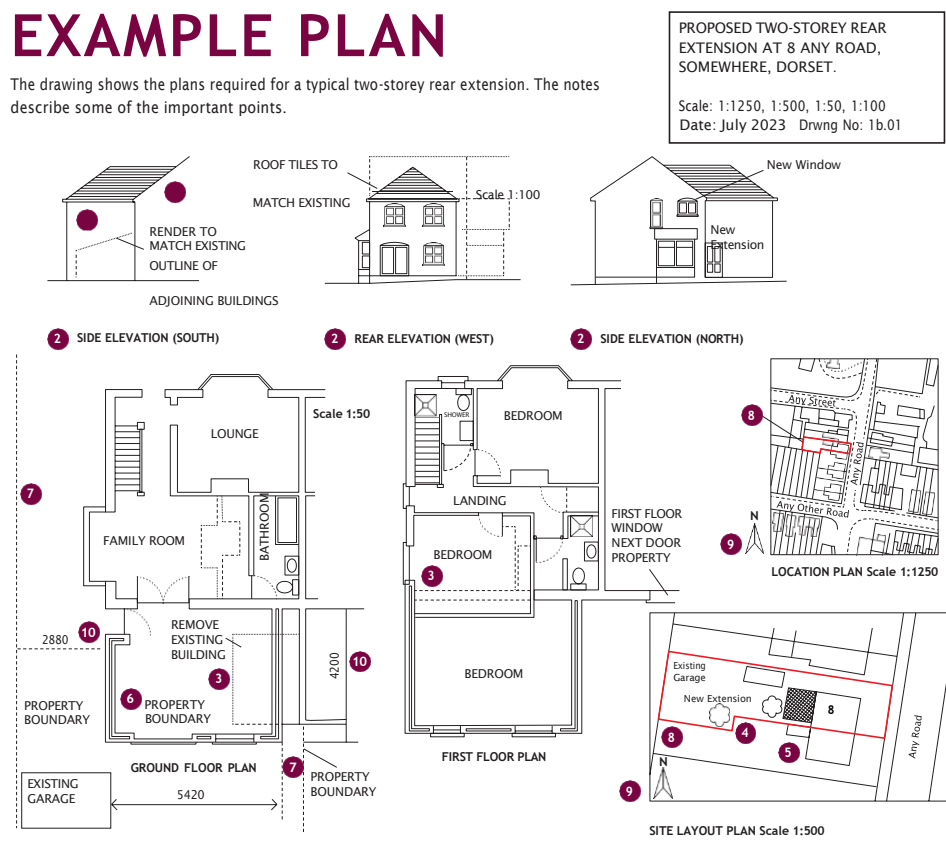 EXAMPLE PLAN
The drawing shows the plans required for a typical two-storey rear extension. The notes
describe some of the important points.
PROPOSED TWO-STOREY REAR
EXTENSION AT 8 ANY ROAD,
SOMEWHERE, DORSET.
Scale: 1:1250, 1:500, 1:50, 1:100
Date: July 2023 Drwng No: 1b.01
RENDER TO
MATCH EXISTING
OUTLINE OF
ADJOINING BUILDINGS
2 SIDE ELEVATION (SOUTH)
ROOF TILES TO
MATCH EXISTING
Scale 1:100
2 REAR ELEVATION (WEST)
New Window
New
Extension
2 SIDE ELEVATION (NORTH)
7
Scale 1:50
LOUNGE
FAMILY ROOM
BATHROOM
2880
10
REMOVE
EXISTING
BUILDING
3
4200
10
6
PROPERTY
BOUNDARY
PROPERTY
BOUNDARY
GROUND FLOOR PLAN
7
PROPERTY
BOUNDARY
EXISTING
GARAGE
5420
SHOWER
BEDROOM
LANDING
BEDROOM
3
FIRST FLOOR
WINDOW
NEXT DOOR
PROPERTY
BEDROOM
FIRST FLOOR PLAN
8
Any Street
Any Road
Any Other Road
N
9
LOCATION PLAN Scale 1:1250
Existing
Garage
New Extension
8
8
4
5
Any Road
N
9
SITE LAYOUT PLAN Scale 1:500